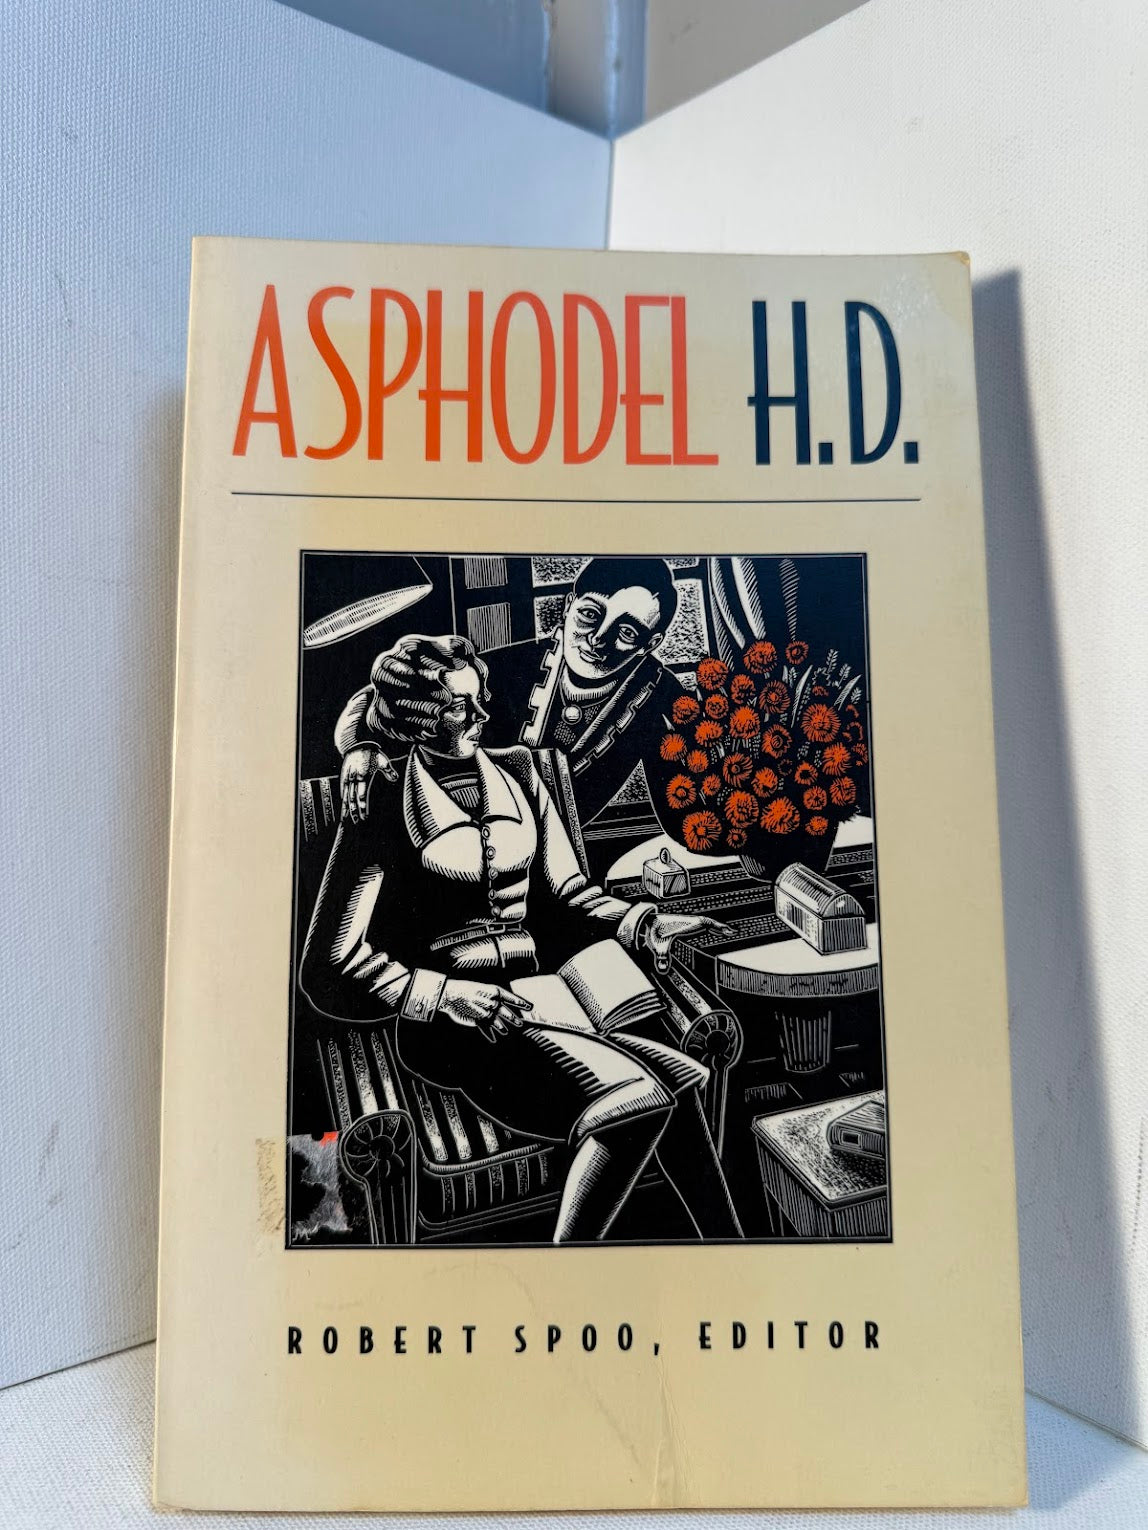 ASPHODEL H.D.
ROBERT SPOO, EDITOR